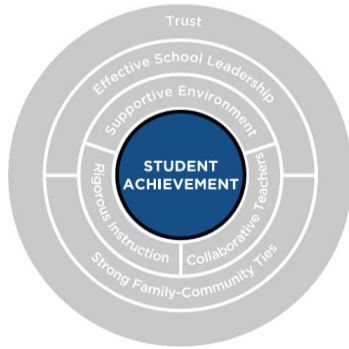 Trust
Effective School Leadership
Supportive Environment
STUDENT
ACHIEVEMENT
Rigorous Instruction
Collaborative Teachers
Strong Family-Community Ties